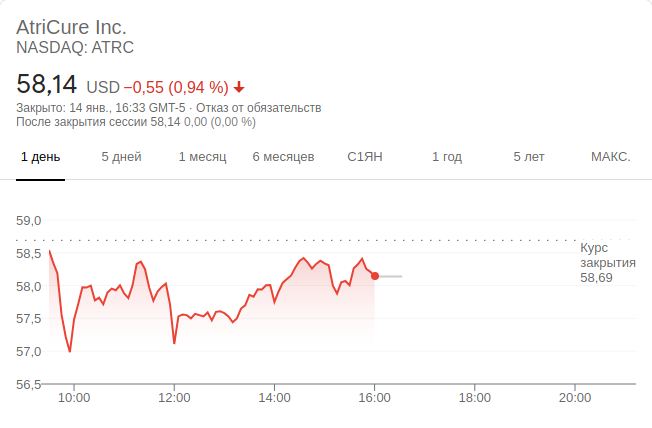 AtriCure Inc.
NASDAQ: ATRC
58,14 USD −0,55 (0,94 %)
Закрыто: 14 янв., 16:33 GMT-5 · Отказ от обязательств
После закрытия сессии 58,14 0,00 (0,00 %)
1 день 5 дней 1 месяц 6 месяцев С1ЯН 1 год 5 лет МАКС.
59,0
58,5
58,0
57,5
57,0
56,5
Курс
закрытия
58,69
10:00 12:00 14:00 16:00 18:00 20:00